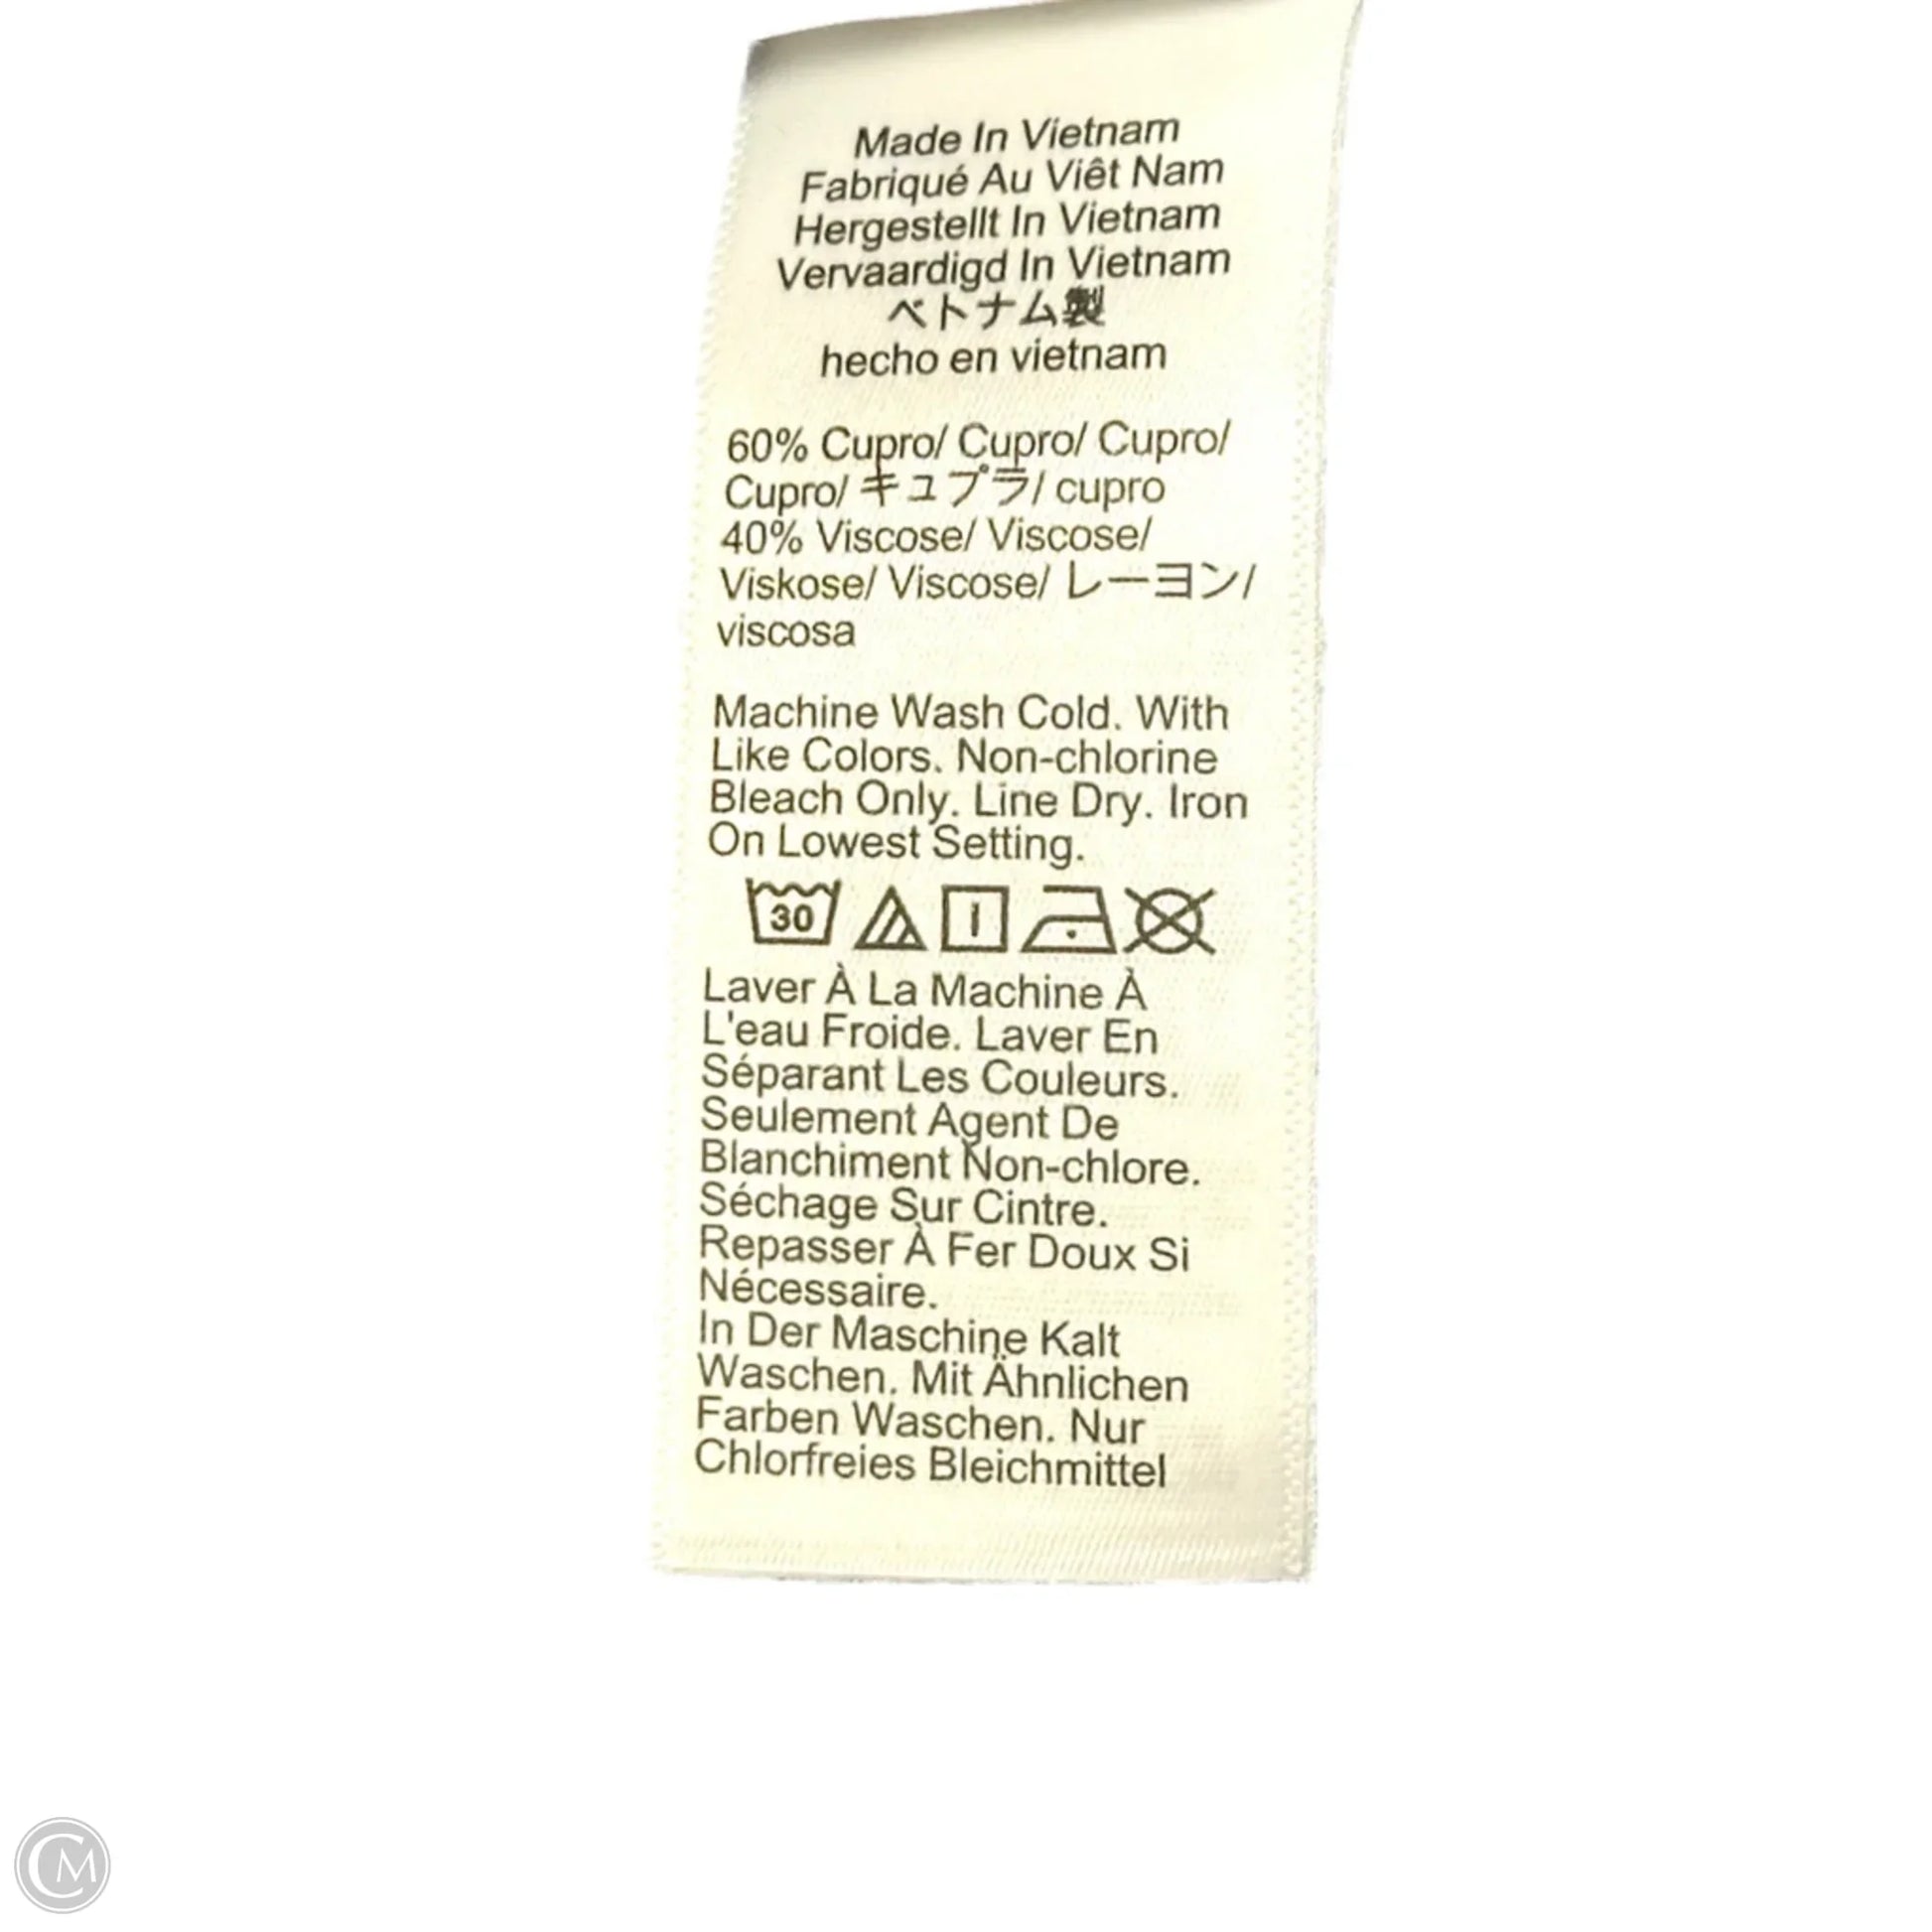 Made In Vietnam
Fabriqué Au Viêt Nam
Hergestellt In Vietnam
Vervaardigd In Vietnam
ベトナム製
hecho en vietnam
60% Cupro/ Cupro/ Cupro/
Cupro/ キュプラ/ cupro
40% Viscose/ Viscose/
Viskose/ Viscose/ レーヨン/
viscosa
Machine Wash Cold. With
Like Colors. Non-chlorine
Bleach Only. Line Dry. Iron
On Lowest Setting.
30
Laver À La Machine À
L'eau Froide. Laver En
Séparant Les Couleurs.
Seulement Agent De
Blanchiment Non-chlore.
Séchage Sur Cintre.
Repasser À Fer Doux Si
Nécessaire.
In Der Maschine Kalt
Waschen. Mit Ähnlichen
Farben Waschen. Nur
Chlorfreies Bleichmittel
CM